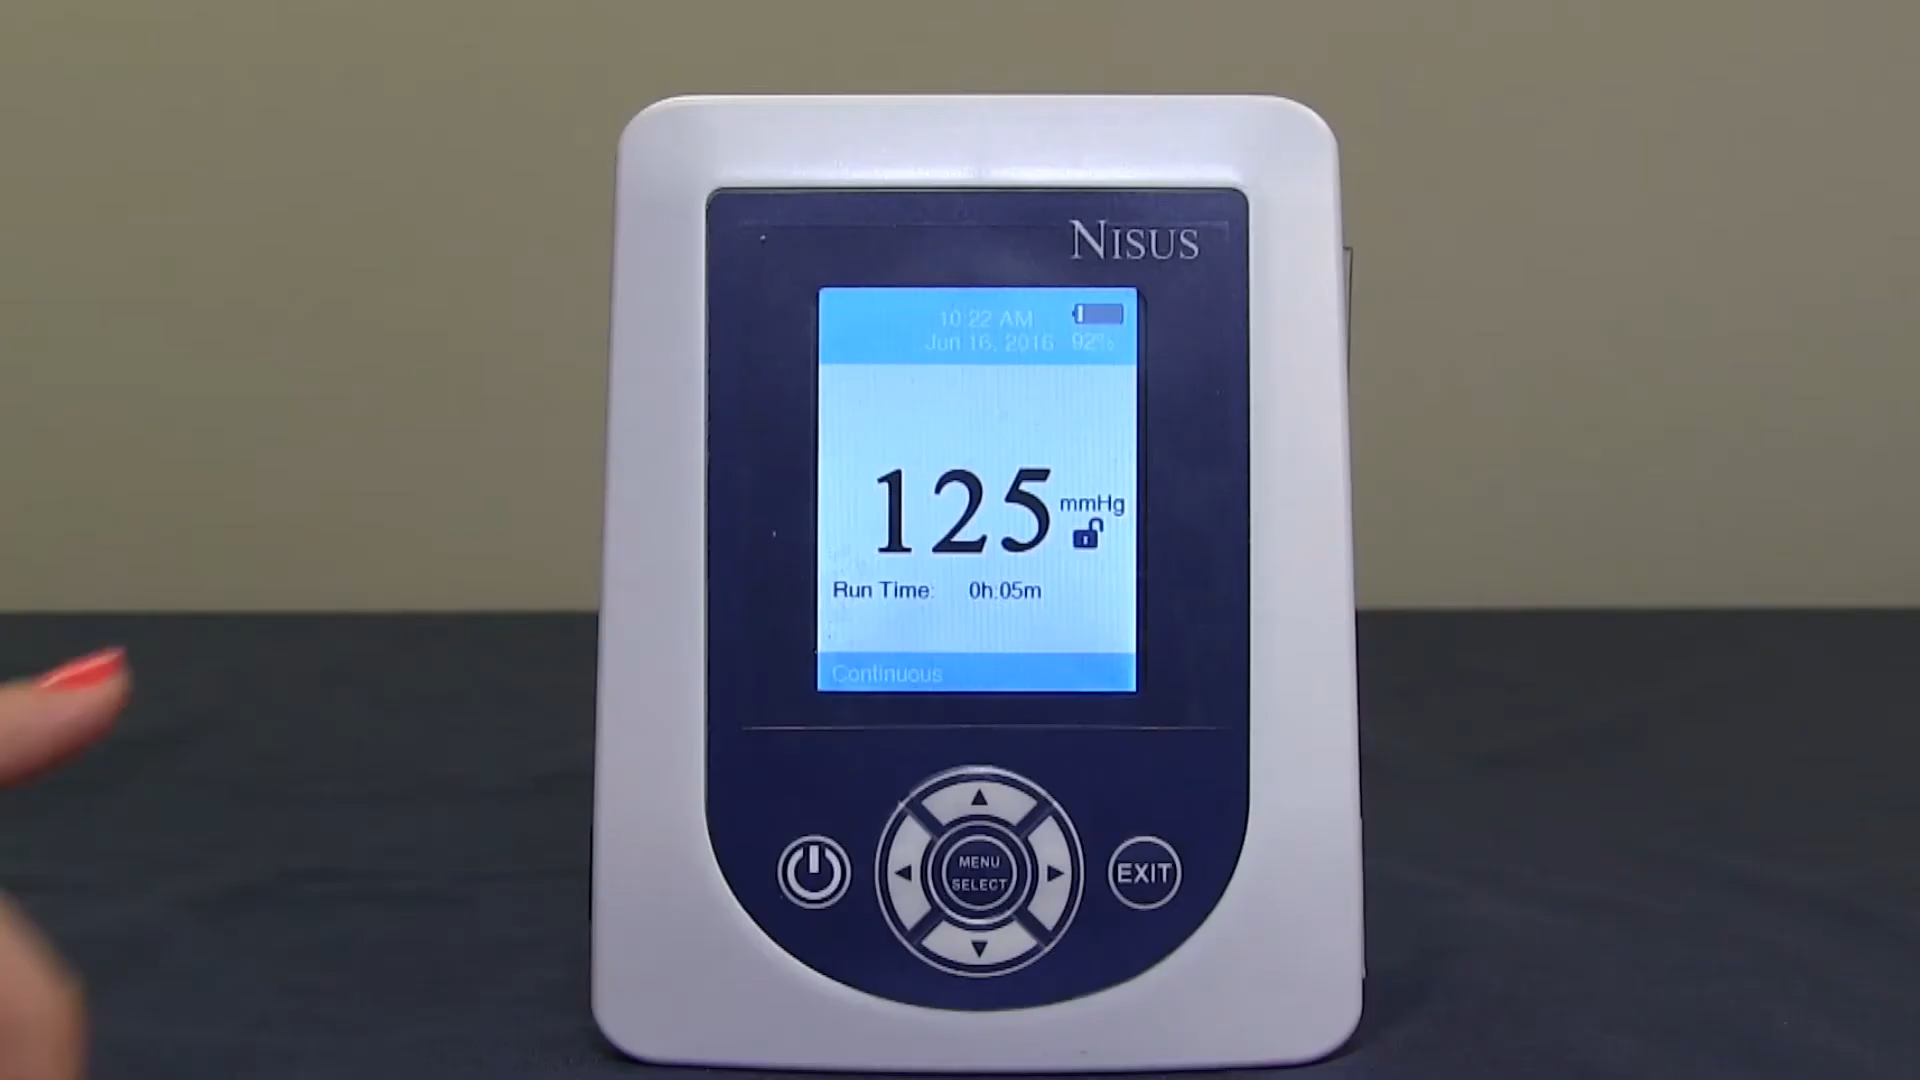 NISUS
10:22 AM
Jun 16, 2016 92%
125 mmHg
Run Time: 0h:05m
Continuous
MENU
SELECT
EXIT